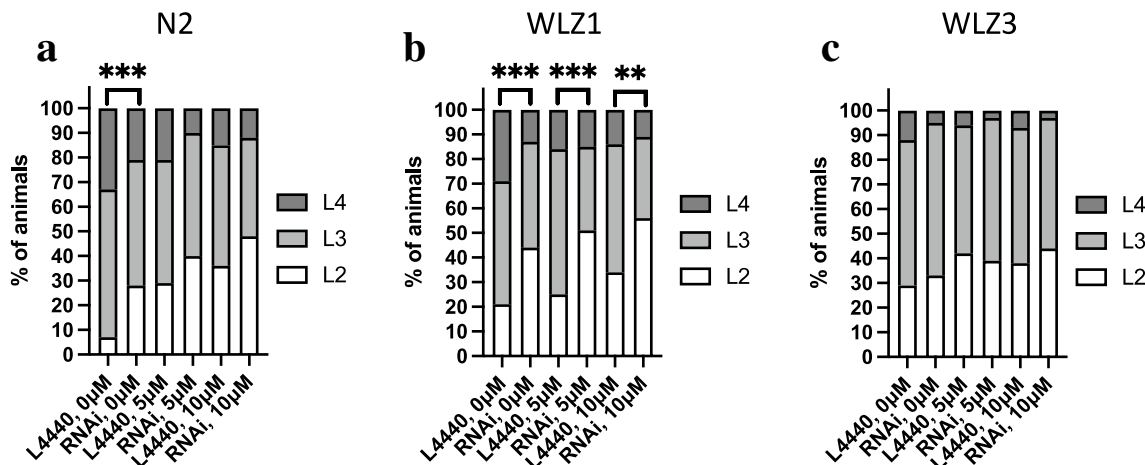 N2
a
***
% of animals
100
90
80
70
60
50
40
30
20
10
0
L4440, 0µM
RNAi, 0µM
L4440, 5µM
RNAi, 5µM
L4440, 10µM
RNAi, 10µM
L4
L3
L2
WLZ1
b
*** *** **
% of animals
100
90
80
70
60
50
40
30
20
10
0
L4440, 0µM
RNAi, 0µM
L4440, 5µM
RNAi, 5µM
L4440, 10µM
RNAi, 10µM
L4
L3
L2
WLZ3
c
% of animals
100
90
80
70
60
50
40
30
20
10
0
L4440, 0µM
RNAi, 0µM
L4440, 5µM
RNAi, 5µM
L4440, 10µM
RNAi, 10µM
L4
L3
L2